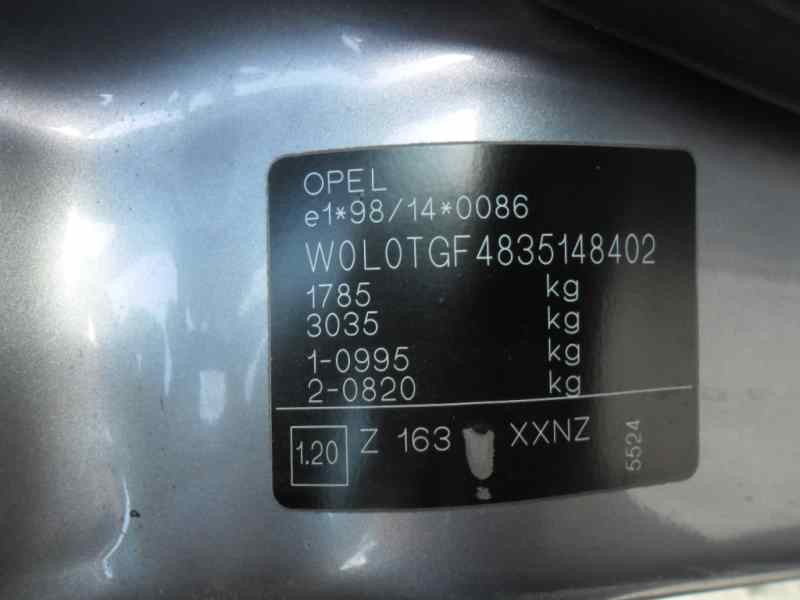 OPEL
e1*98/14*0086
W0L0TGF4835148402
1785 kg
3035 kg
1-0995 kg
2-0820 kg
1.20 Z 163 XXNZ 5524